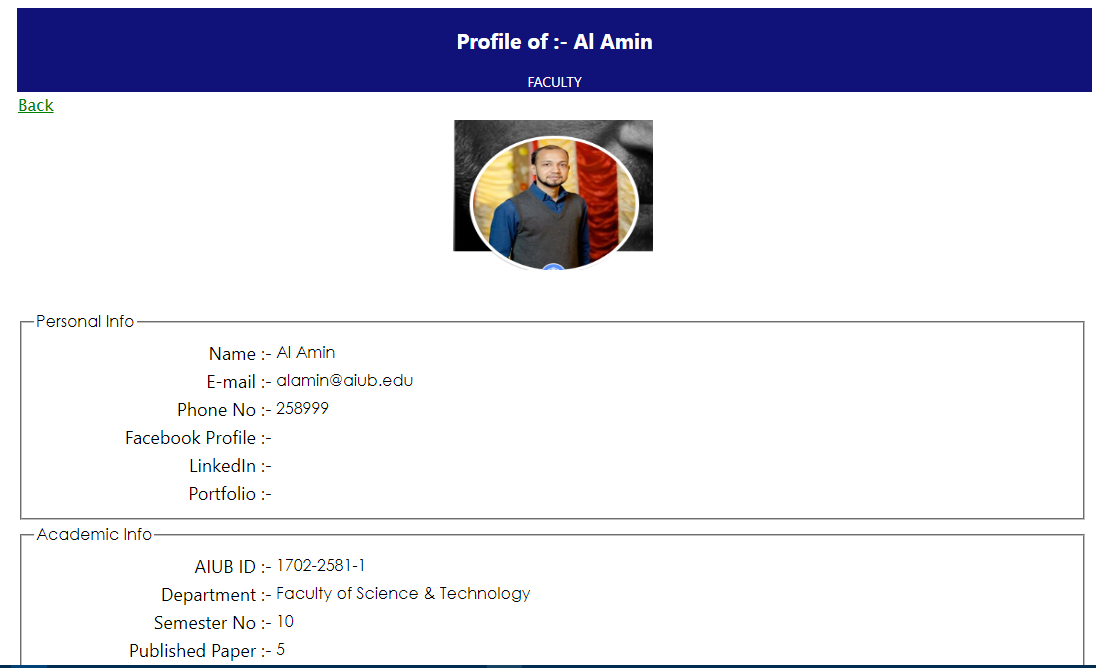 Profile of :- Al Amin
FACULTY
Back
Personal Info
Name :- Al Amin
E-mail :- alamin@aiub.edu
Phone No :- 258999
Facebook Profile :-
LinkedIn :-
Portfolio :-
Academic Info
AIUB ID :- 1702-2581-1
Department :- Faculty of Science & Technology
Semester No :- 10
Published Paper :- 5